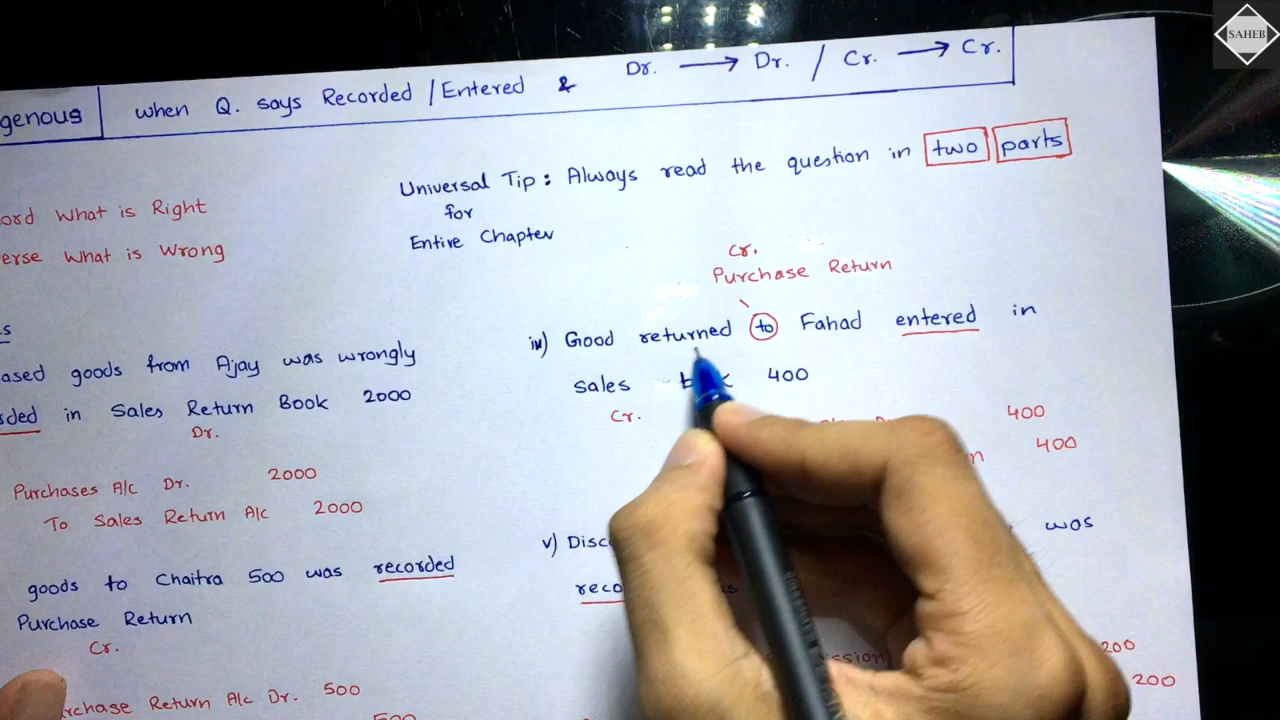 SAHEB
genous when Q. says Recorded / Entered & Dr. → Dr. / Cr. → Cr.
ord What is Right
erse What is Wrong
Universal Tip : Always read the question in two parts
for
Entire Chapter
s
ased goods from Ajay was wrongly
ded in Sales Return Book 2000
Dr.
Purchases A/c Dr. 2000
To Sales Return A/c 2000
goods to Chaitra 500 was recorded
Purchase Return
Cr.
rchase Return A/c Dr. 500
500
Cr.
Purchase Return
iv) Good returned to Fahad entered in
sales 400
Cr.
400
400
v) Disc was
reco
ssion 200
200